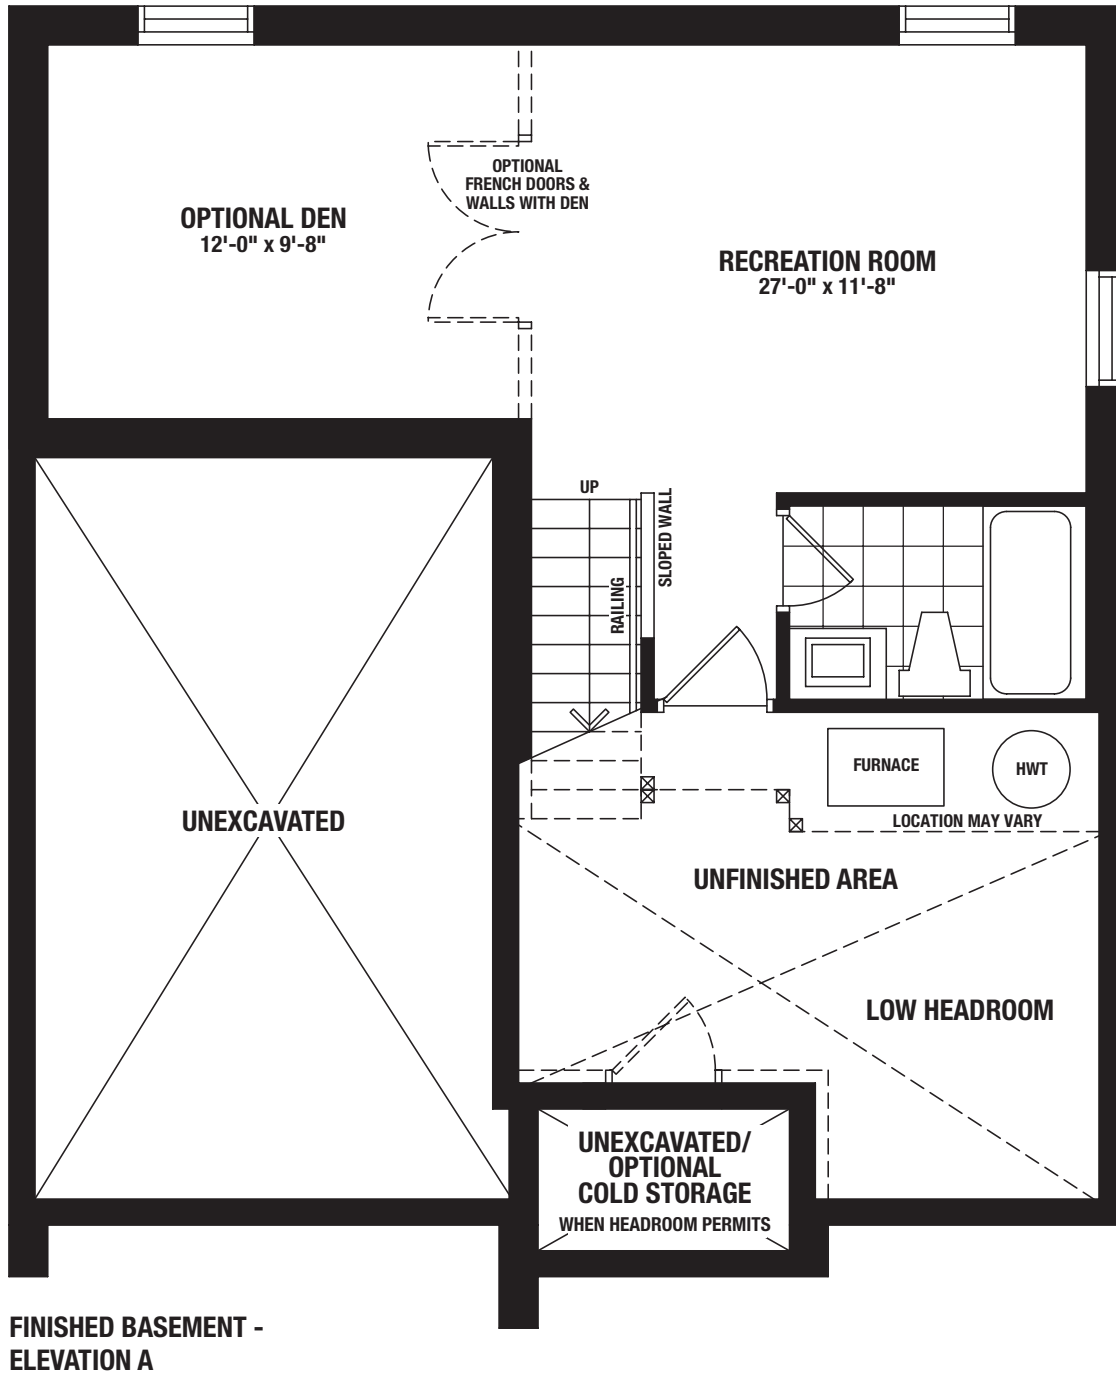 OPTIONAL
FRENCH DOORS &
WALLS WITH DEN
OPTIONAL DEN
12'-0" x 9'-8"
RECREATION ROOM
27'-0" x 11'-8"
UP
SLOPED WALL
RAILING
FURNACE
HWT
LOCATION MAY VARY
UNEXCAVATED
UNFINISHED AREA
LOW HEADROOM
UNEXCAVATED/
OPTIONAL
COLD STORAGE
WHEN HEADROOM PERMITS
FINISHED BASEMENT -
ELEVATION A